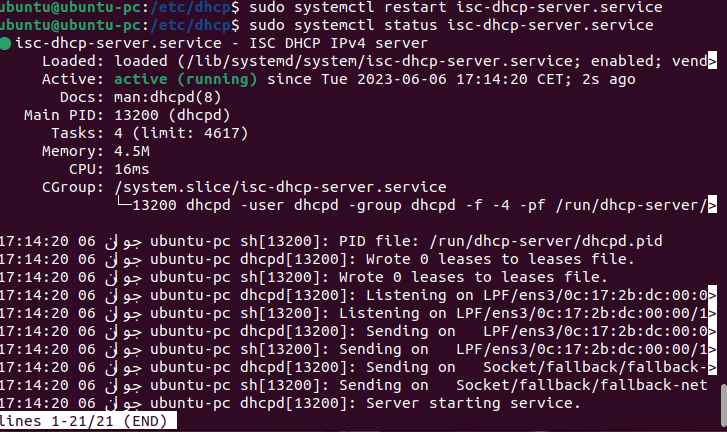 ubuntu@ubuntu-pc:/etc/dhcp$ sudo systemctl restart isc-dhcp-server.service
ubuntu@ubuntu-pc:/etc/dhcp$ sudo systemctl status isc-dhcp-server.service
● isc-dhcp-server.service - ISC DHCP IPv4 server
Loaded: loaded (/lib/systemd/system/isc-dhcp-server.service; enabled; vend>
Active: active (running) since Tue 2023-06-06 17:14:20 CET; 2s ago
Docs: man:dhcpd(8)
Main PID: 13200 (dhcpd)
Tasks: 4 (limit: 4617)
Memory: 4.5M
CPU: 16ms
CGroup: /system.slice/isc-dhcp-server.service
└─13200 dhcpd -user dhcpd -group dhcpd -f -4 -pf /run/dhcp-server/>
17:14:20 06 جوان ubuntu-pc sh[13200]: PID file: /run/dhcp-server/dhcpd.pid
17:14:20 06 جوان ubuntu-pc dhcpd[13200]: Wrote 0 leases to leases file.
17:14:20 06 جوان ubuntu-pc sh[13200]: Wrote 0 leases to leases file.
17:14:20 06 جوان ubuntu-pc dhcpd[13200]: Listening on LPF/ens3/0c:17:2b:dc:00:0>
17:14:20 06 جوان ubuntu-pc sh[13200]: Listening on LPF/ens3/0c:17:2b:dc:00:00/1>
17:14:20 06 جوان ubuntu-pc dhcpd[13200]: Sending on   LPF/ens3/0c:17:2b:dc:00:0>
17:14:20 06 جوان ubuntu-pc sh[13200]: Sending on   LPF/ens3/0c:17:2b:dc:00:00/1>
17:14:20 06 جوان ubuntu-pc dhcpd[13200]: Sending on   Socket/fallback/fallback->
17:14:20 06 جوان ubuntu-pc sh[13200]: Sending on   Socket/fallback/fallback-net
17:14:20 06 جوان ubuntu-pc dhcpd[13200]: Server starting service.
lines 1-21/21 (END)